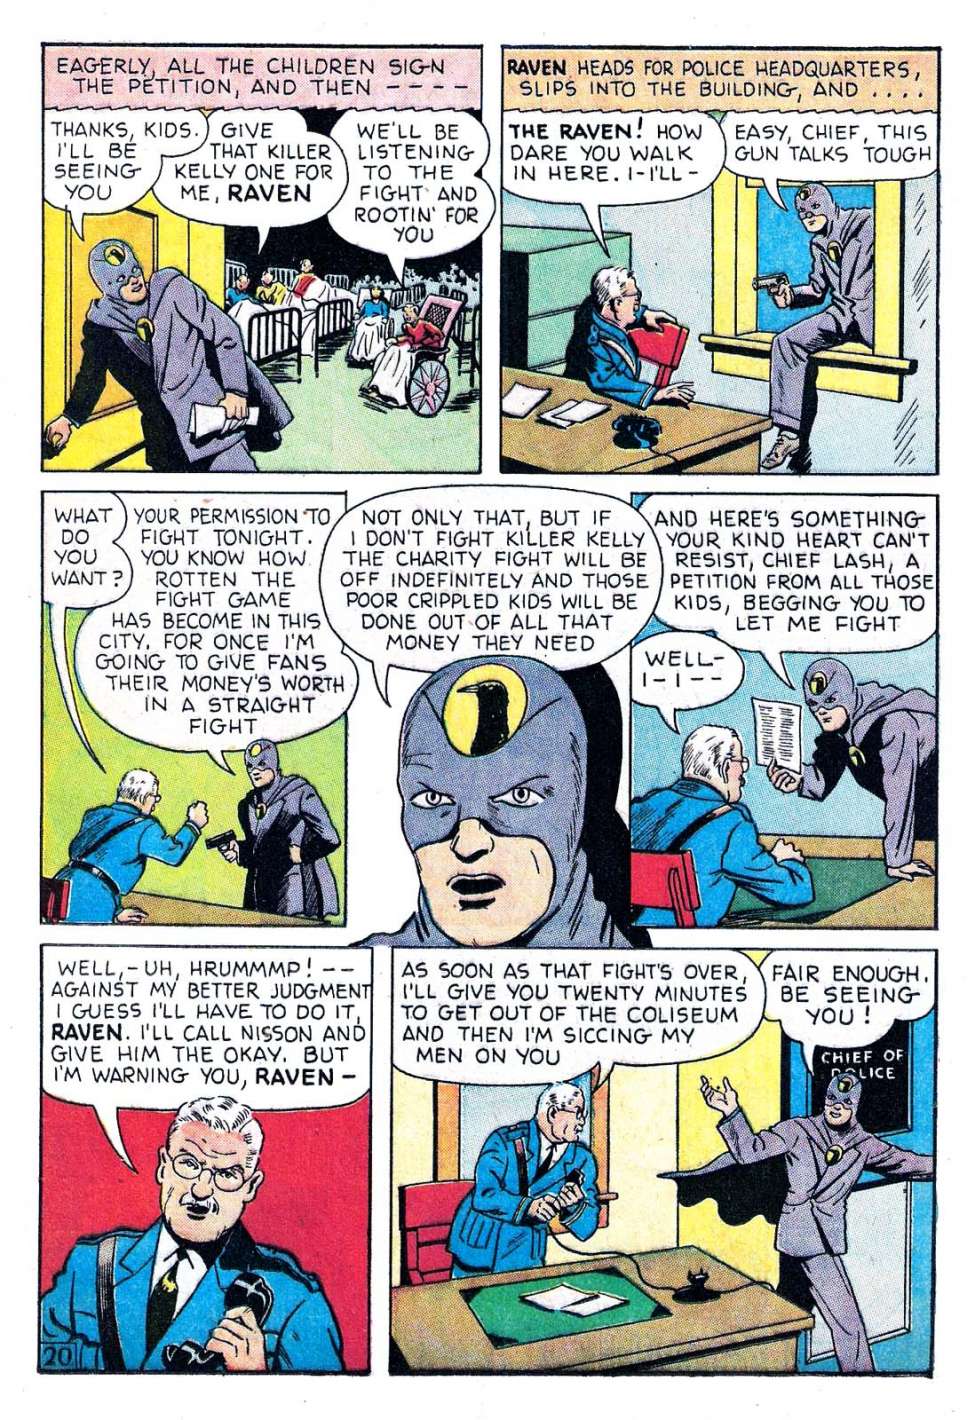 EAGERLY, ALL THE CHILDREN SIGN
THE PETITION, AND THEN ----
THANKS, KIDS.
I'LL BE
SEEING
YOU
GIVE
THAT KILLER
KELLY ONE FOR
ME, RAVEN
WE'LL BE
LISTENING
TO THE
FIGHT AND
ROOTIN' FOR
YOU
RAVEN HEADS FOR POLICE HEADQUARTERS,
SLIPS INTO THE BUILDING, AND ....
THE RAVEN! HOW
DARE YOU WALK
IN HERE. I-I'LL-
EASY, CHIEF, THIS
GUN TALKS TOUGH
WHAT
DO
YOU
WANT?
YOUR PERMISSION TO
FIGHT TONIGHT.
YOU KNOW HOW
ROTTEN THE
FIGHT GAME
HAS BECOME IN THIS
CITY. FOR ONCE I'M
GOING TO GIVE FANS
THEIR MONEY'S WORTH
IN A STRAIGHT
FIGHT
NOT ONLY THAT, BUT IF
I DON'T FIGHT KILLER KELLY
THE CHARITY FIGHT WILL BE
OFF INDEFINITELY AND THOSE
POOR CRIPPLED KIDS WILL BE
DONE OUT OF ALL THAT
MONEY THEY NEED
AND HERE'S SOMETHING
YOUR KIND HEART CAN'T
RESIST, CHIEF LASH, A
PETITION FROM ALL THOSE
KIDS, BEGGING YOU TO
LET ME FIGHT
WELL-
I-I--
WELL,-UH, HRUMMMP! --
AGAINST MY BETTER JUDGMENT
I GUESS I'LL HAVE TO DO IT,
RAVEN. I'LL CALL NISSON AND
GIVE HIM THE OKAY. BUT
I'M WARNING YOU, RAVEN-
20
AS SOON AS THAT FIGHT'S OVER,
I'LL GIVE YOU TWENTY MINUTES
TO GET OUT OF THE COLISEUM
AND THEN I'M SICCING MY
MEN ON YOU
FAIR ENOUGH.
BE SEEING
YOU!
CHIEF OF
POLICE